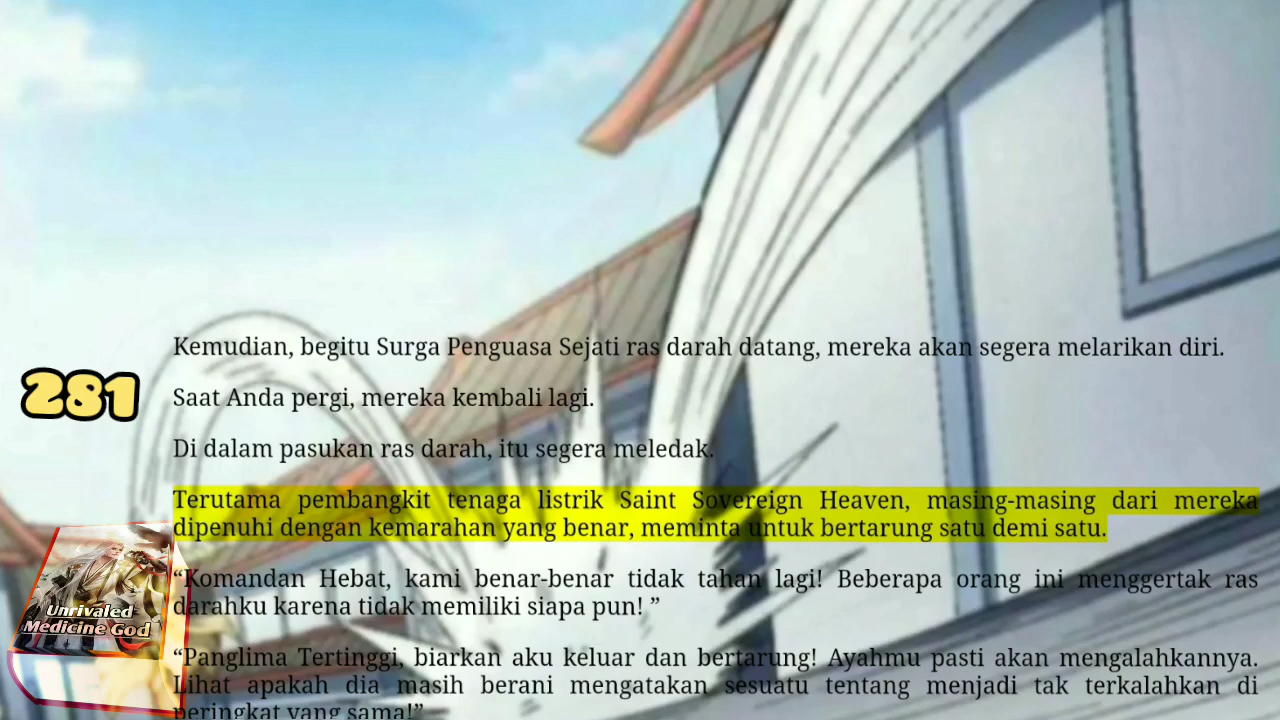 Kemudian, begitu Surga Penguasa Sejati ras darah datang, mereka akan segera melarikan diri.
281
Saat Anda pergi, mereka kembali lagi.
Di dalam pasukan ras darah, itu segera meledak.
Terutama pembangkit tenaga listrik Saint Sovereign Heaven, masing-masing dari mereka
dipenuhi dengan kemarahan yang benar, meminta untuk bertarung satu demi satu.
“Komandan Hebat, kami benar-benar tidak tahan lagi! Beberapa orang ini menggertak ras
darahku karena tidak memiliki siapa pun! ”
Unrivaled
Medicine God
“Panglima Tertinggi, biarkan aku keluar dan bertarung! Ayahmu pasti akan mengalahkannya.
Lihat apakah dia masih berani mengatakan sesuatu tentang menjadi tak terkalahkan di
peringkat yang sama!”